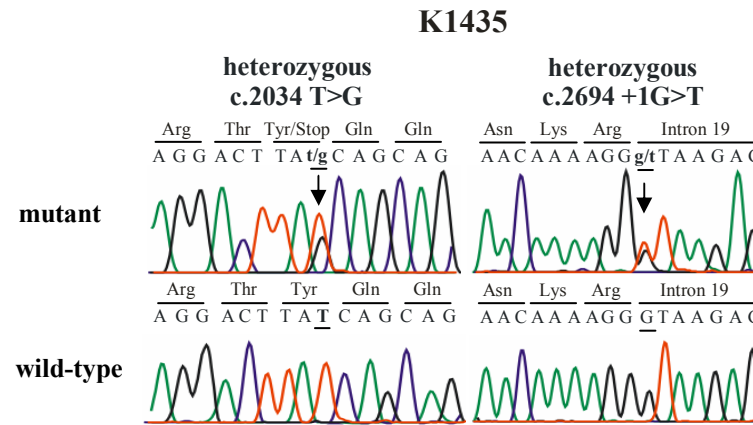 K1435
heterozygous
c.2034 T>G
heterozygous
c.2694 +1G>T
mutant
Arg Thr Tyr/Stop Gln Gln
A G G A C T T A t/g C A G C A G
Asn Lys Arg Intron 19
A A C A A A A G G g/t T A A G A G
wild-type
Arg Thr Tyr Gln Gln
A G G A C T T A T C A G C A G
Asn Lys Arg Intron 19
A A C A A A A G G G T A A G A G